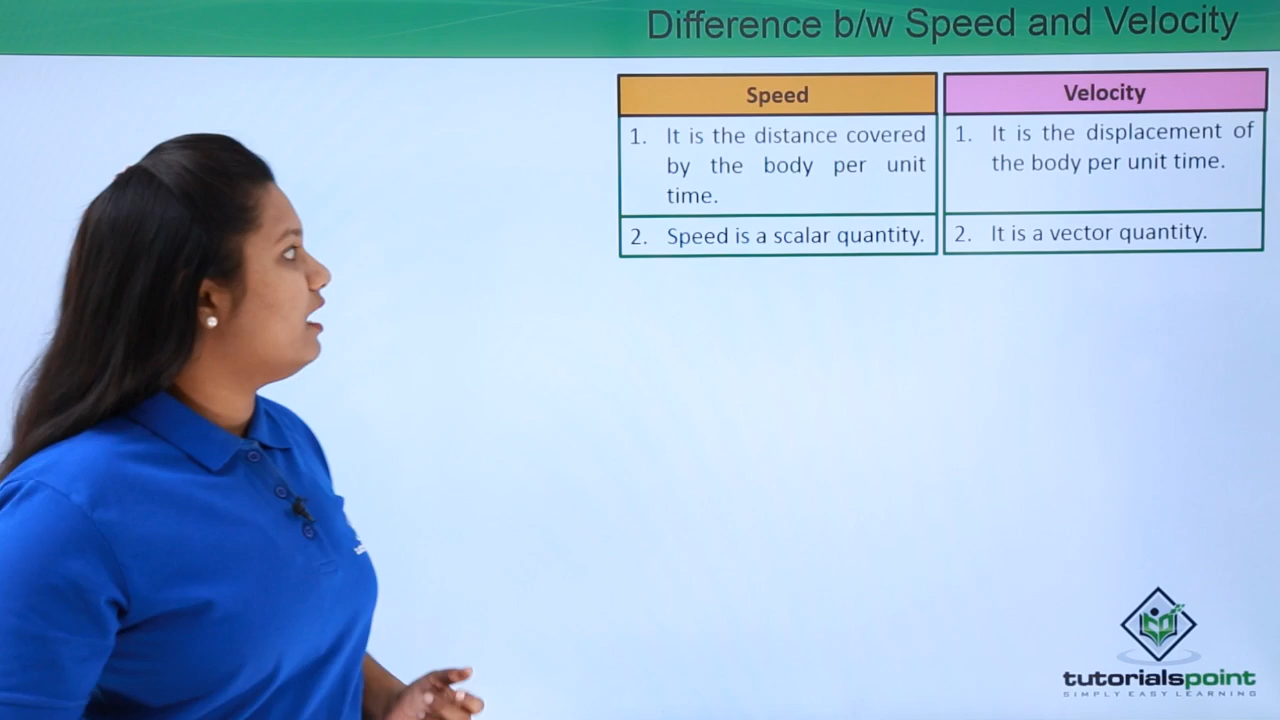 Difference b/w Speed and Velocity
Speed
1. It is the distance covered
by the body per unit
time.
2. Speed is a scalar quantity.
Velocity
1. It is the displacement of
the body per unit time.
2. It is a vector quantity.
tutorialspoint
SIMPLY EASY LEARNING